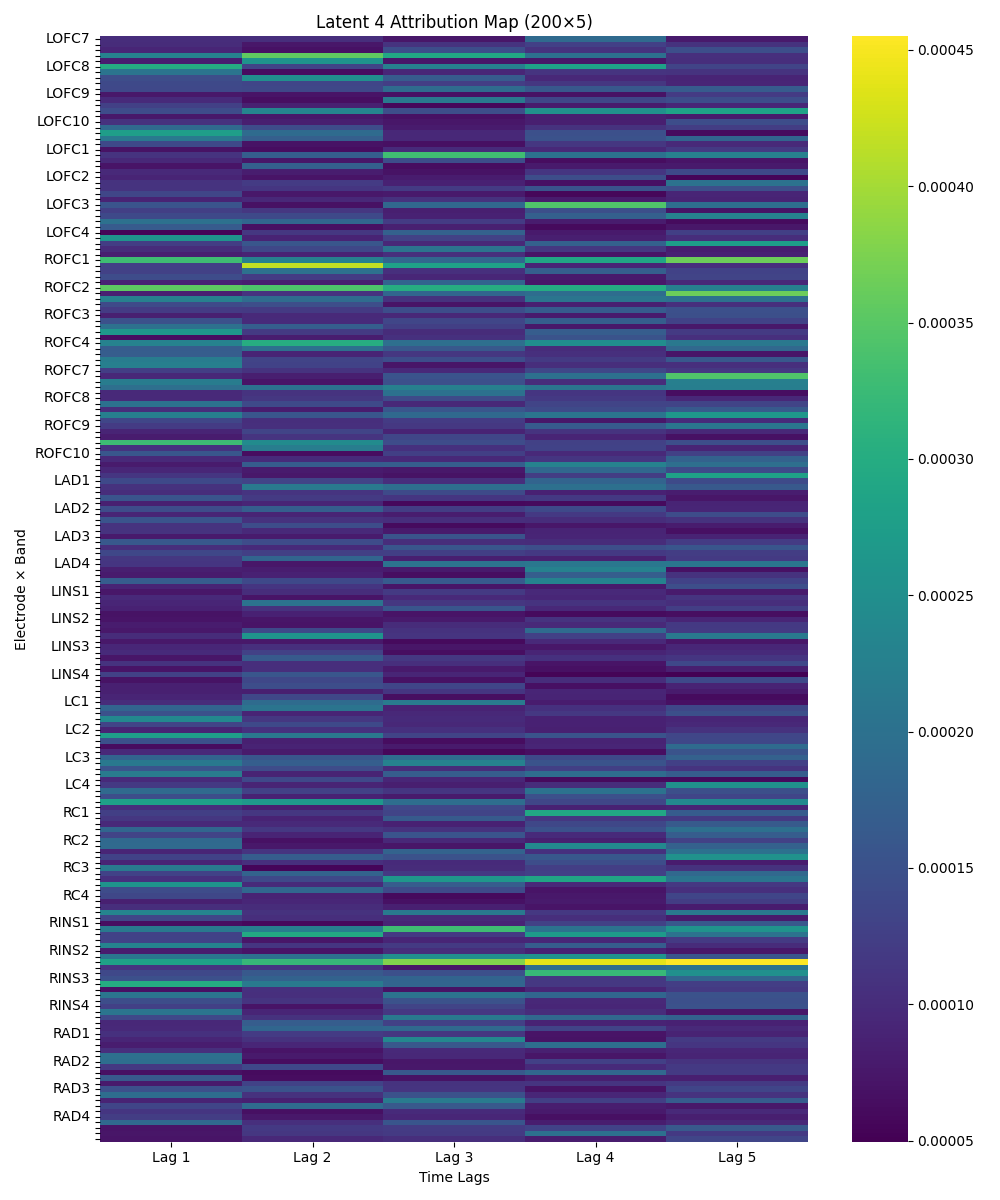 Latent 4 Attribution Map (200×5)
LOFC7
LOFC8
LOFC9
LOFC10
LOFC1
LOFC2
LOFC3
LOFC4
ROFC1
ROFC2
ROFC3
ROFC4
ROFC7
ROFC8
ROFC9
ROFC10
LAD1
LAD2
LAD3
LAD4
LINS1
LINS2
LINS3
LINS4
LC1
LC2
LC3
LC4
RC1
RC2
RC3
RC4
RINS1
RINS2
RINS3
RINS4
RAD1
RAD2
RAD3
RAD4
Electrode × Band
Lag 1 Lag 2 Lag 3 Lag 4 Lag 5
Time Lags
0.00045
0.00040
0.00035
0.00030
0.00025
0.00020
0.00015
0.00010
0.00005